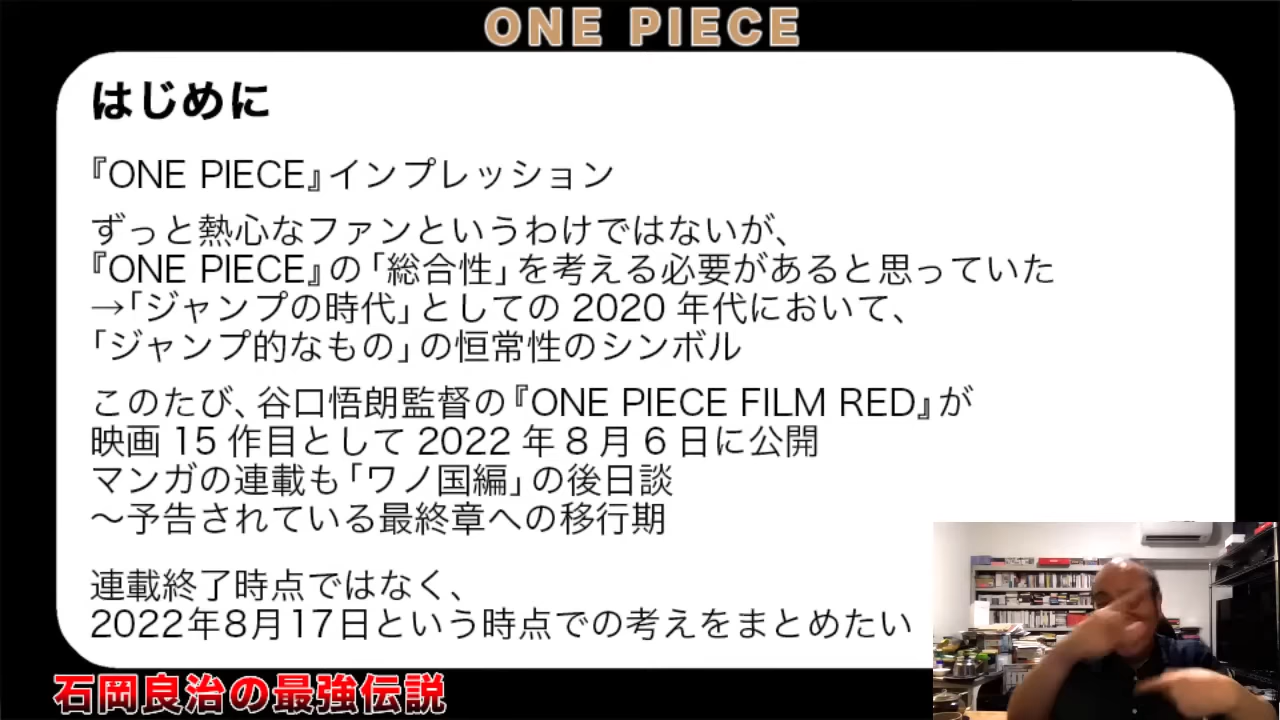 ONE PIECE
はじめに
『ONE PIECE』インプレッション
ずっと熱心なファンというわけではないが、
『ONE PIECE』の「総合性」を考える必要があると思っていた
→「ジャンプの時代」としての 2020 年代において、
「ジャンプ的なもの」の恒常性のシンボル
このたび、谷口悟朗監督の『ONE PIECE FILM RED』が
映画 15 作目として 2022 年 8 月 6 日に公開
マンガの連載も「ワノ国編」の後日談
～予告されている最終章への移行期
連載終了時点ではなく、
2022年8月17日という時点での考えをまとめたい
石岡良治の最強伝説